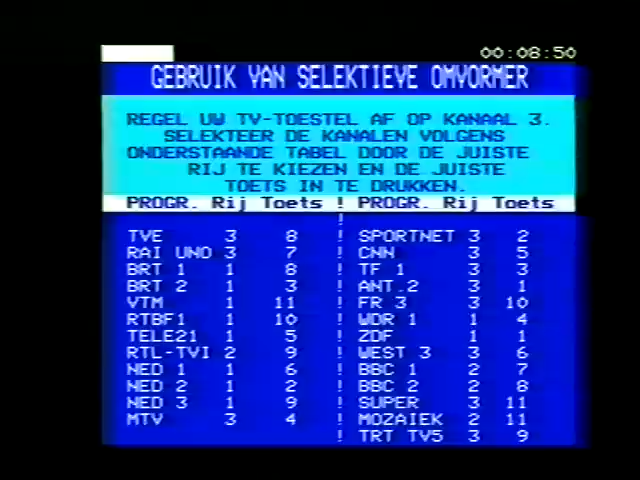 00:08:50
GEBRUIK VAN SELEKTIEVE OMVORMER
REGEL UW TV-TOESTEL AF OP KANAAL 3.
SELEKTEER DE KANALEN VOLGENS
ONDERSTAANDE TABEL DOOR DE JUISTE
RIJ TE KIEZEN EN DE JUISTE
TOETS IN TE DRUKKEN.
PROGR. Rij Toets ! PROGR. Rij Toets
!
TVE 3 8 ! SPORTNET 3 2
RAI UNO 3 7 ! CNN 3 5
BRT 1 1 8 ! TF 1 3 3
BRT 2 1 3 ! ANT.2 3 1
VTM 1 11 ! FR 3 3 10
RTBF1 1 10 ! WDR 1 1 4
TELE21 1 5 ! ZDF 1 1
RTL-TVI 2 9 ! WEST 3 3 6
NED 1 1 6 ! BBC 1 2 7
NED 2 1 2 ! BBC 2 2 8
NED 3 1 9 ! SUPER 3 11
MTV 3 4 ! MOZAIEK 2 11
! TRT TV5 3 9